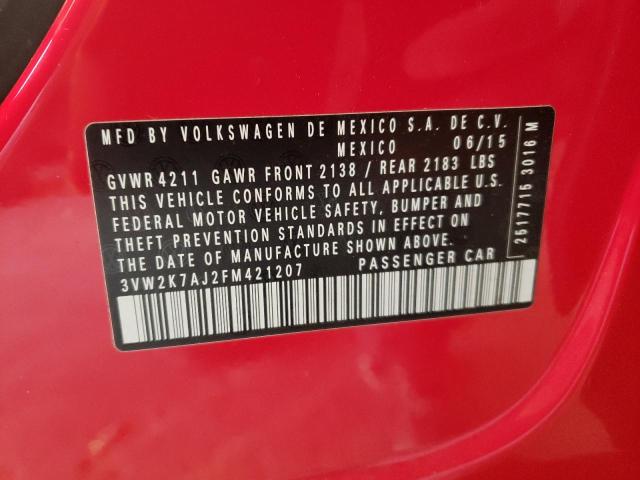 MFD BY VOLKSWAGEN DE MEXICO S.A. DE C.V.
MEXICO 06/15
GVWR 4211 GAWR FRONT 2138 / REAR 2183 LBS
THIS VEHICLE CONFORMS TO ALL APPLICABLE U.S.
FEDERAL MOTOR VEHICLE SAFETY, BUMPER AND
THEFT PREVENTION STANDARDS IN EFFECT ON
THE DATE OF MANUFACTURE SHOWN ABOVE.
3VW2K7AJ2FM421207 PASSENGER CAR
2517715 3016 M